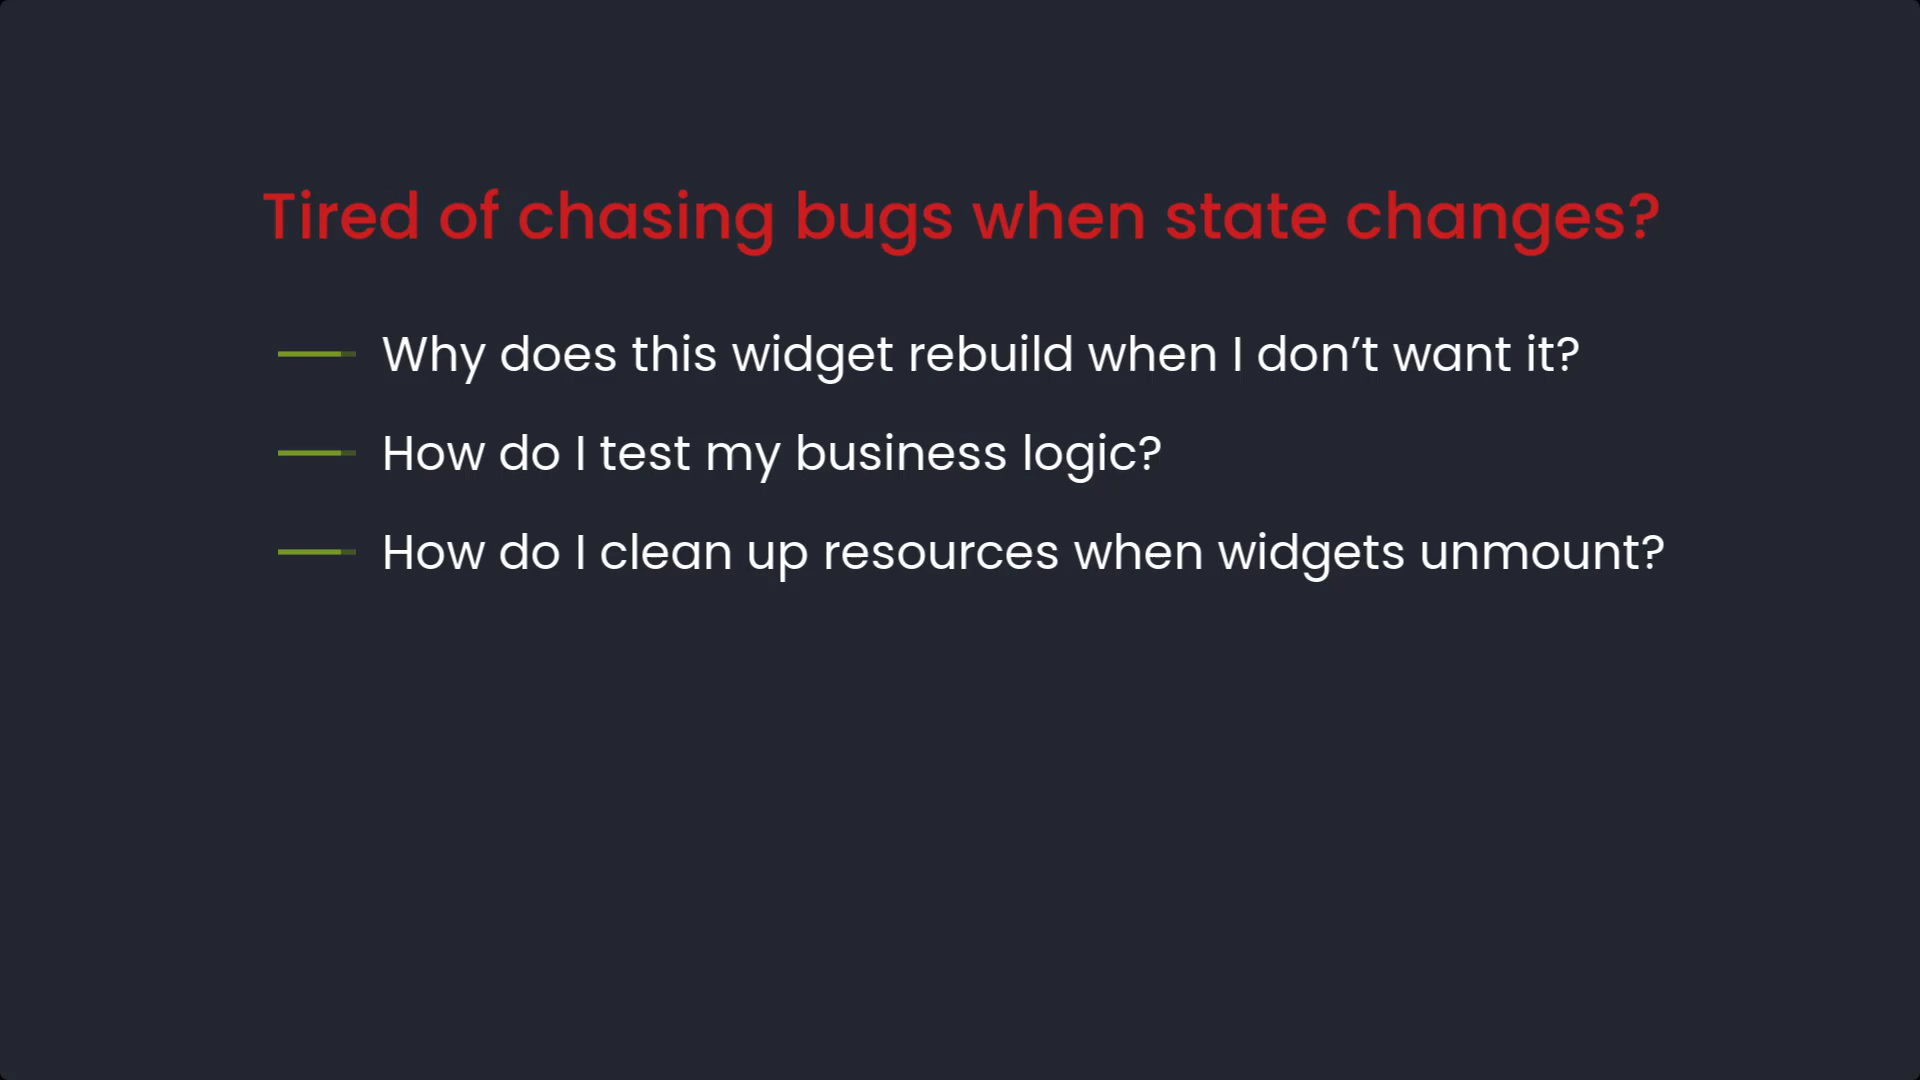 Tired of chasing bugs when state changes?
Why does this widget rebuild when I don’t want it?
How do I test my business logic?
How do I clean up resources when widgets unmount?